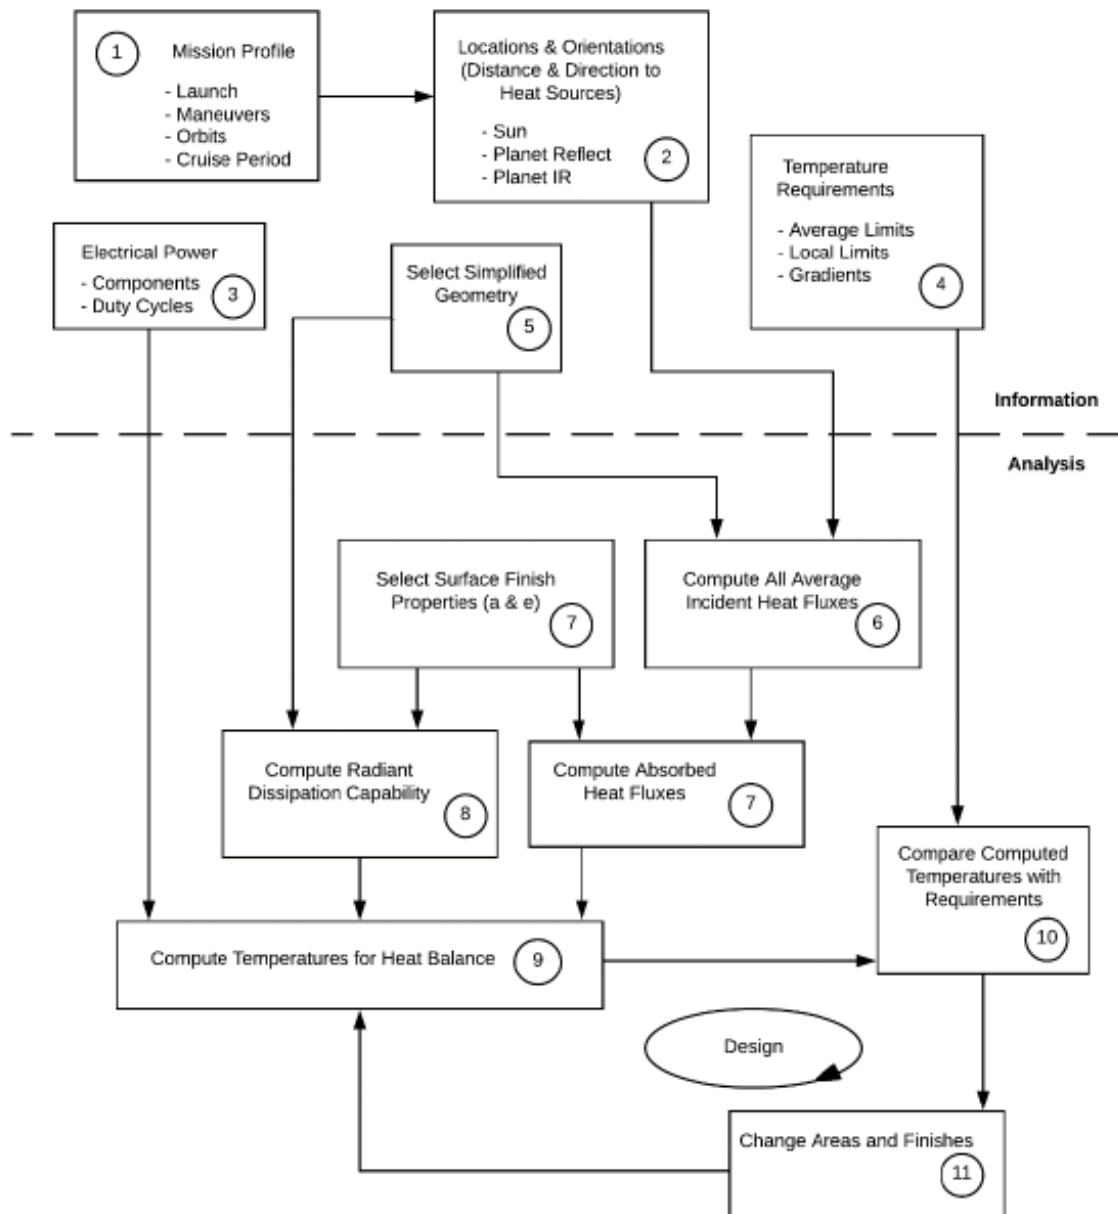 1
Mission Profile
- Launch
- Maneuvers
- Orbits
- Cruise Period
Locations & Orientations
(Distance & Direction to
Heat Sources)
- Sun
- Planet Reflect
- Planet IR
2
Temperature
Requirements
- Average Limits
- Local Limits
- Gradients
4
Electrical Power
- Components
- Duty Cycles
3
Select Simplified
Geometry
5
Information
Analysis
Select Surface Finish
Properties (a & e)
7
Compute All Average
Incident Heat Fluxes
6
Compute Radiant
Dissipation Capability
8
Compute Absorbed
Heat Fluxes
7
Compare Computed
Temperatures with
Requirements
10
Compute Temperatures for Heat Balance
9
Design
Change Areas and Finishes
11